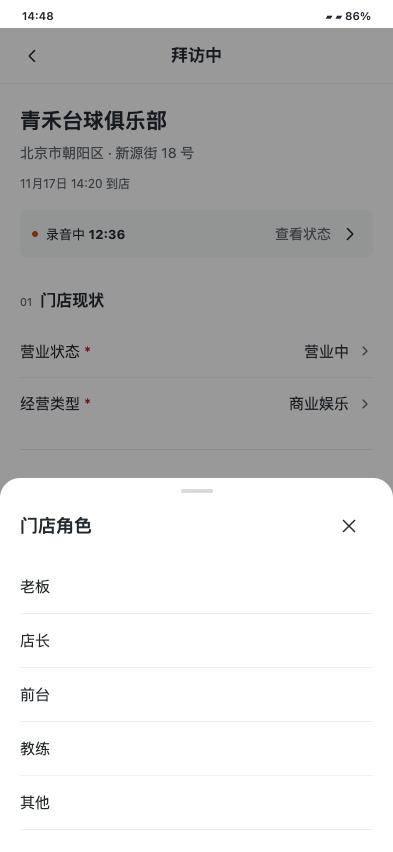 14:48
86%
拜访中
青禾台球俱乐部
北京市朝阳区 · 新源街 18 号
11月17日 14:20 到店
录音中 12:36 查看状态
01 门店现状
营业状态 * 营业中
经营类型 * 商业娱乐
门店角色
老板
店长
前台
教练
其他